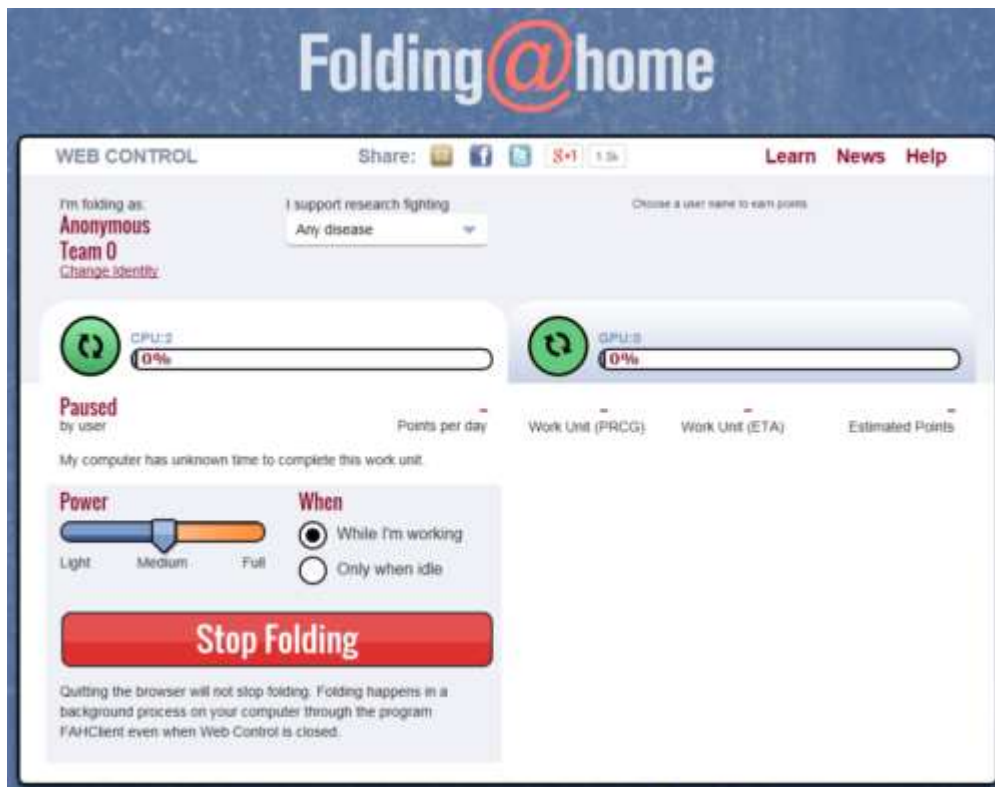 Folding@home
WEB CONTROL Share: 1.5k Learn News Help
I'm folding as:
Anonymous
Team 0
Change Identity
I support research fighting
Any disease
Choose a user name to earn points
CPU:2
0%
GPU:0
0%
Paused
by user
- Points per day
- Work Unit (PRCG)
- Work Unit (ETA)
- Estimated Points
My computer has unknown time to complete this work unit.
Power
Light Medium Full
When
While I'm working
Only when idle
Stop Folding
Quitting the browser will not stop folding. Folding happens in a
background process on your computer through the program
FAHClient even when Web Control is closed.